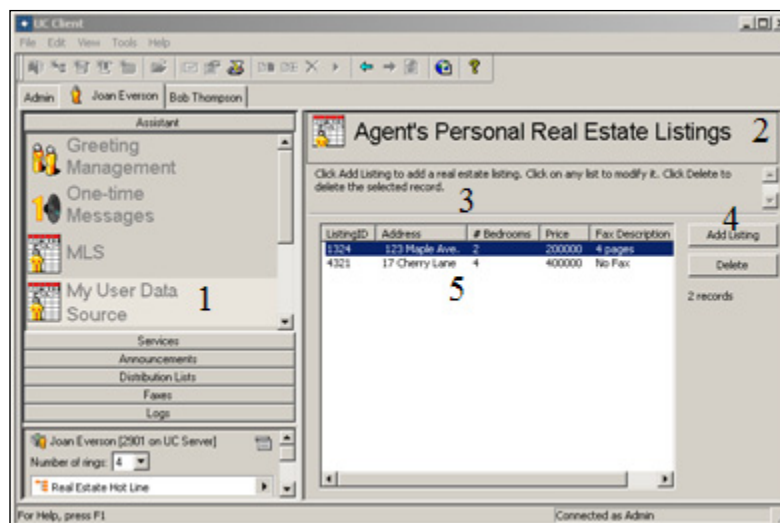 UC Client
File Edit View Tools Help
Admin Joan Everson Bob Thompson
Assistant
Greeting
Management
One-time
Messages
MLS
My User Data
Source 1
Services
Announcements
Distribution Lists
Faxes
Logs
Joan Everson [2901 on UC Server]
Number of rings: 4
Real Estate Hot Line
Agent's Personal Real Estate Listings 2
Click Add Listing to add a real estate listing. Click on any list to modify it. Click Delete to
delete the selected record.
3
4
ListingID Address # Bedrooms Price Fax Description
1324 123 Maple Ave. 2 200000 4 pages
4321 17 Cherry Lane 4 400000 No Fax
5
Add Listing
Delete
2 records
For Help, press F1 Connected as Admin